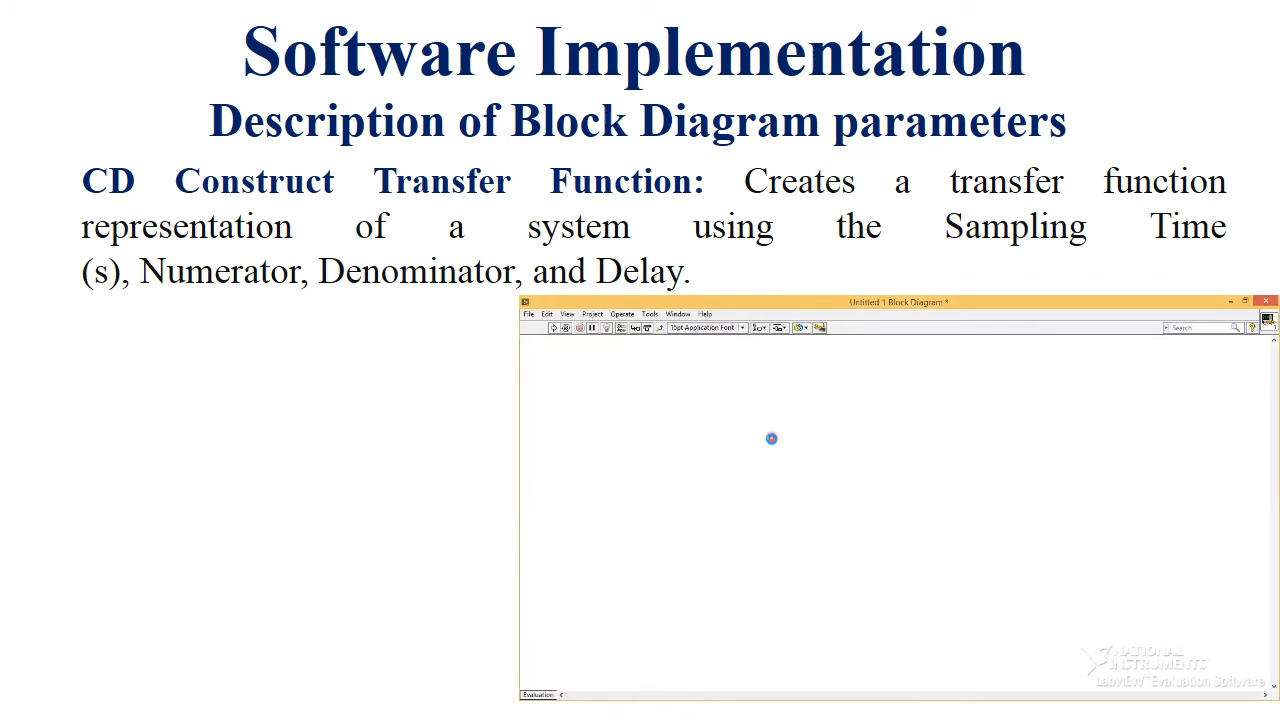 Software Implementation
Description of Block Diagram parameters
CD Construct Transfer Function: Creates a transfer function
representation of a system using the Sampling Time
(s), Numerator, Denominator, and Delay.
Untitled 1 Block Diagram *
File Edit View Project Operate Tools Window Help
15pt Application Font
Search
NATIONAL
INSTRUMENTS
LabVIEW™ Evaluation Software
Evaluation